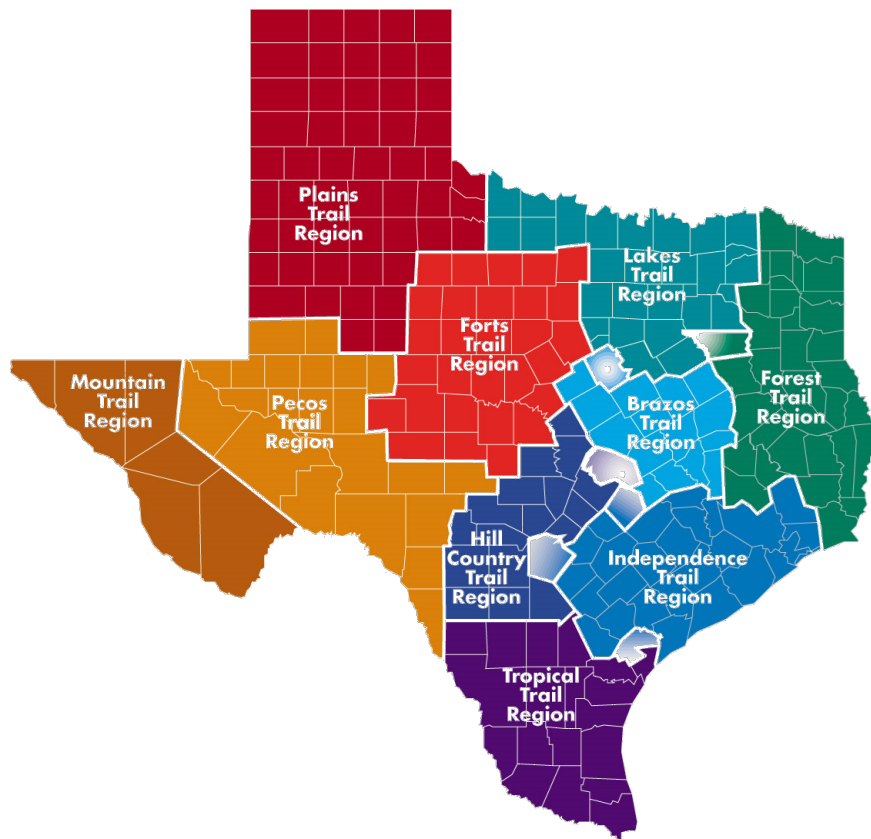 Plains
Trail
Region
Lakes
Trail
Region
Forts
Trail
Region
Mountain
Trail
Region
Pecos
Trail
Region
Brazos
Trail
Region
Forest
Trail
Region
Hill
Country
Trail
Region
Independence
Trail
Region
Tropical
Trail
Region